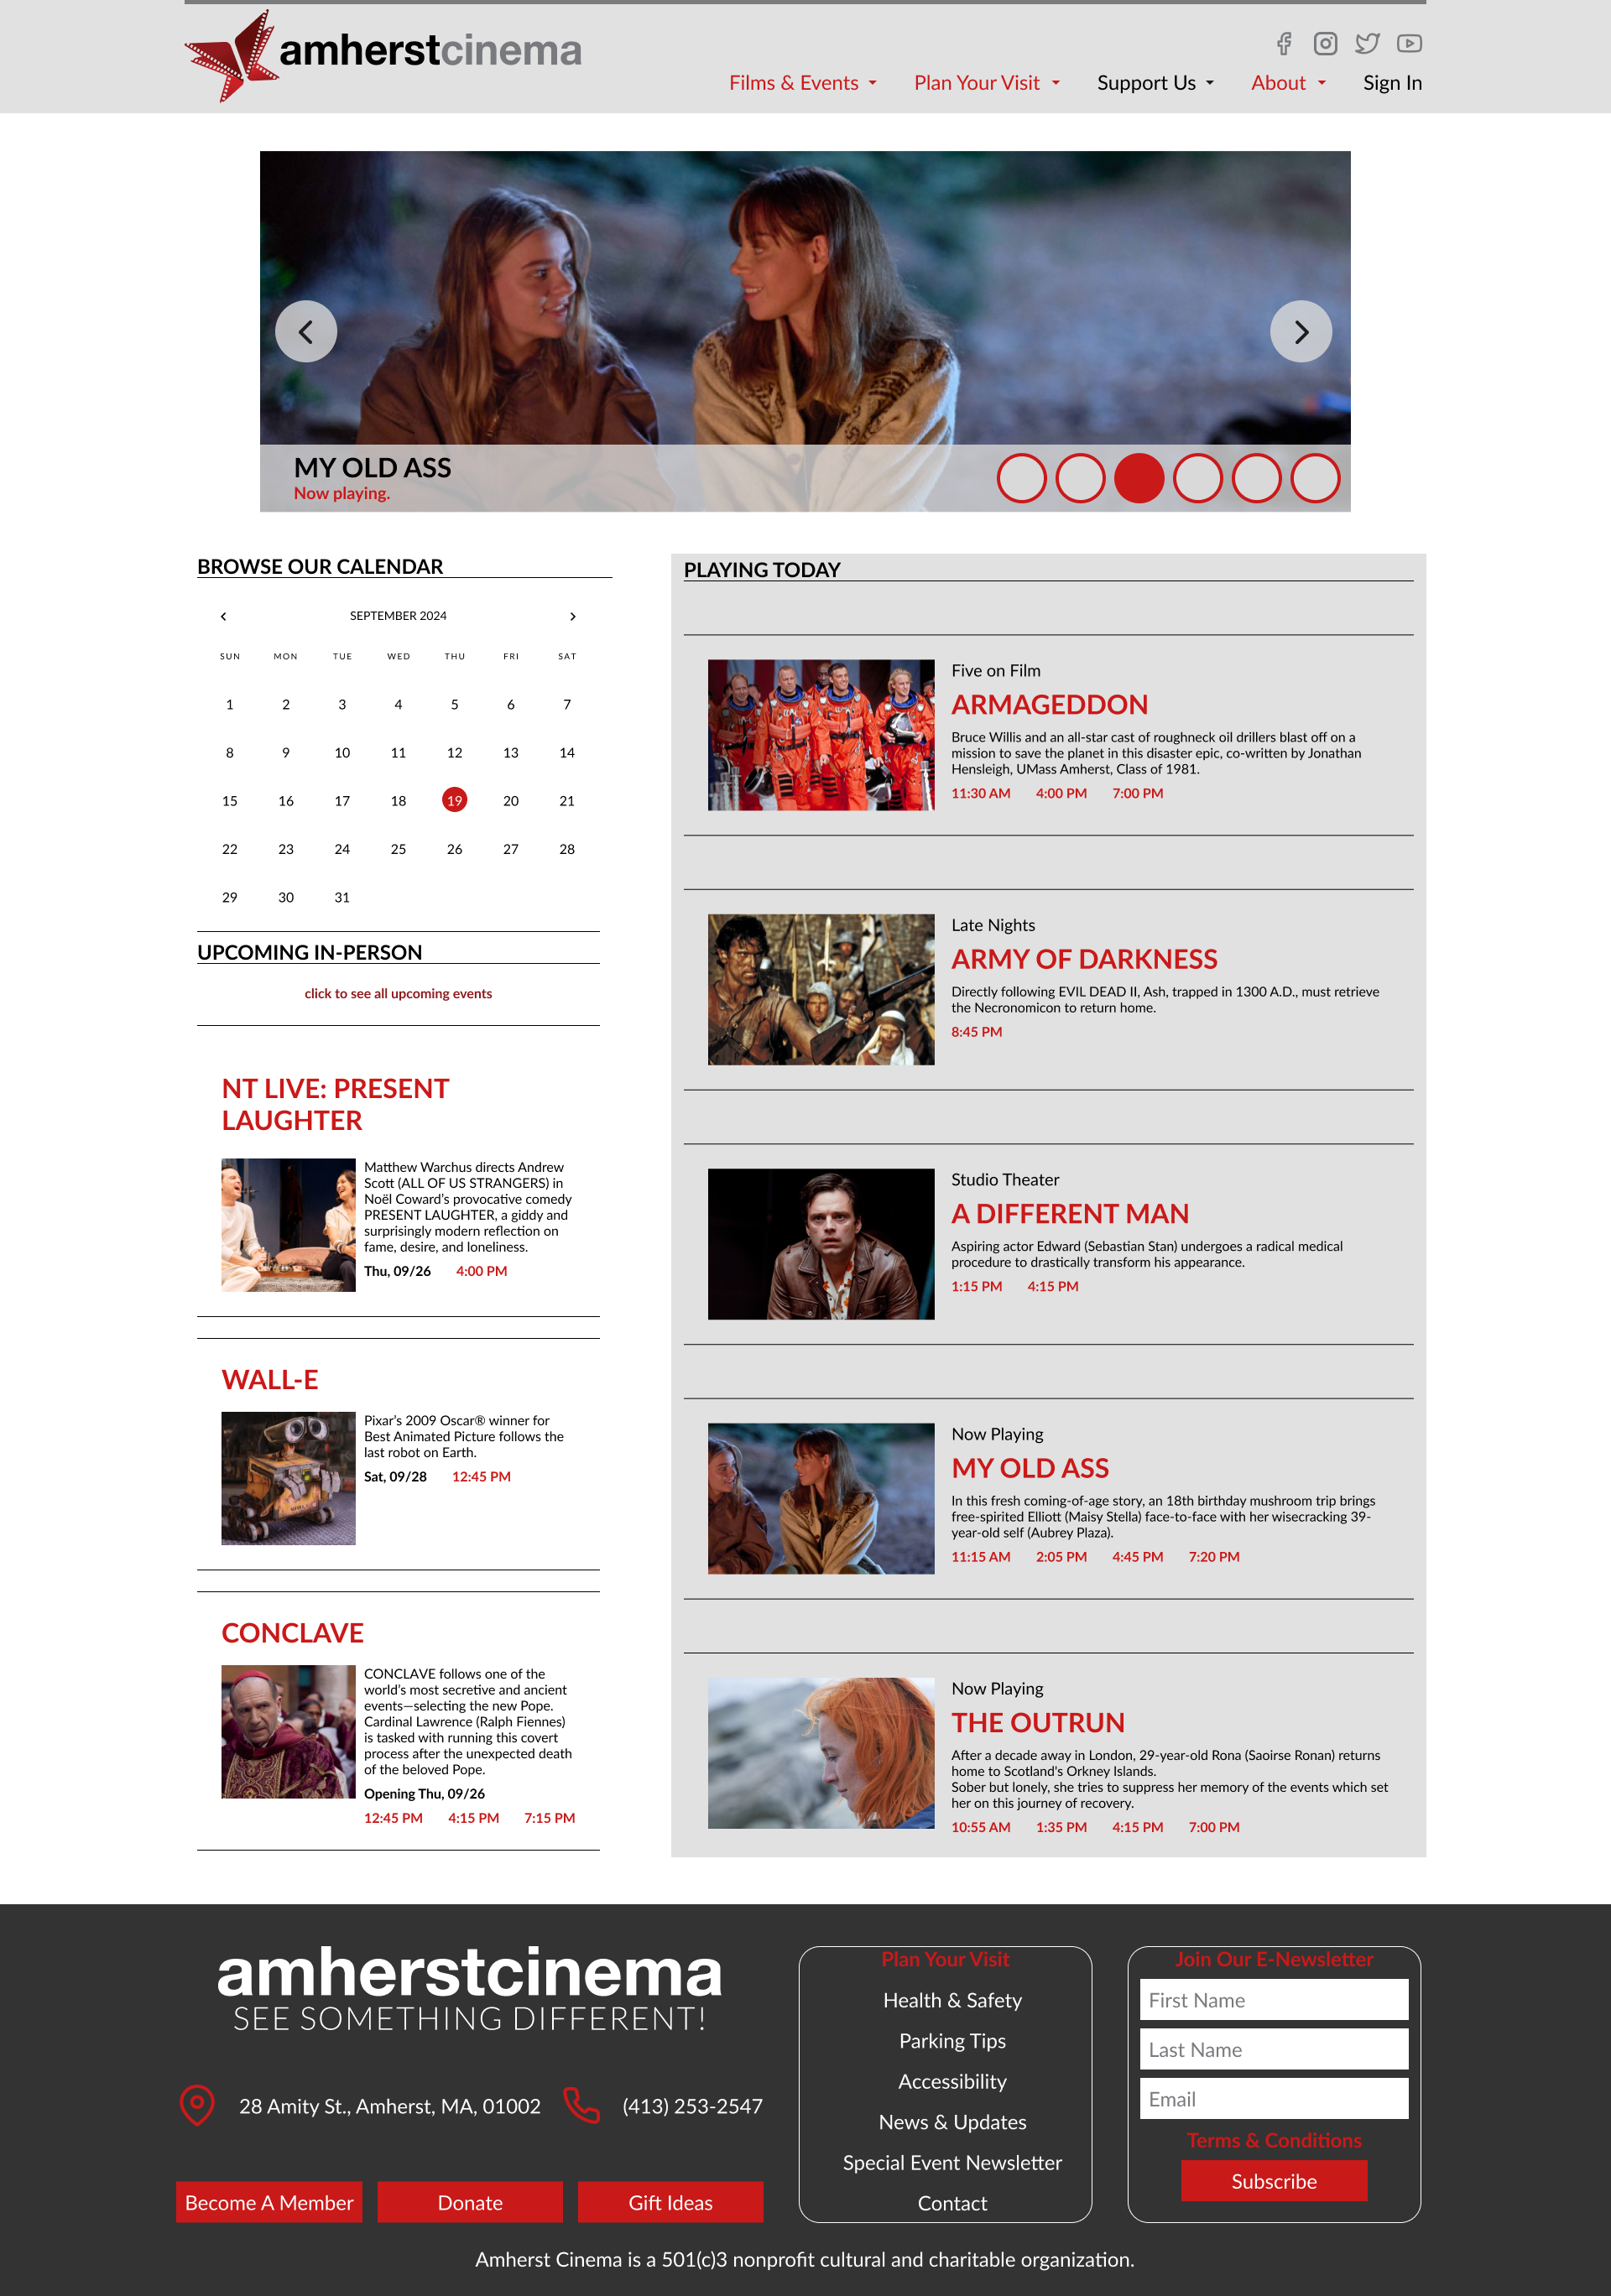 amherstcinema
Films & Events
Plan Your Visit
Support Us
About
Sign In
MY OLD ASS
Now playing.
BROWSE OUR CALENDAR
SEPTEMBER 2024
SUN MON TUE WED THU FRI SAT
1 2 3 4 5 6 7
8 9 10 11 12 13 14
15 16 17 18 19 20 21
22 23 24 25 26 27 28
29 30 31
UPCOMING IN-PERSON
click to see all upcoming events
NT LIVE: PRESENT
LAUGHTER
Matthew Warchus directs Andrew
Scott (ALL OF US STRANGERS) in
Noël Coward's provocative comedy
PRESENT LAUGHTER, a giddy and
surprisingly modern reflection on
fame, desire, and loneliness.
Thu, 09/26 4:00 PM
WALL-E
Pixar's 2009 Oscar® winner for
Best Animated Picture follows the
last robot on Earth.
Sat, 09/28 12:45 PM
CONCLAVE
CONCLAVE follows one of the
world's most secretive and ancient
events—selecting the new Pope.
Cardinal Lawrence (Ralph Fiennes)
is tasked with running this covert
process after the unexpected death
of the beloved Pope.
Opening Thu, 09/26
12:45 PM 4:15 PM 7:15 PM
PLAYING TODAY
Five on Film
ARMAGEDDON
Bruce Willis and an all-star cast of roughneck oil drillers blast off on a
mission to save the planet in this disaster epic, co-written by Jonathan
Hensleigh, UMass Amherst, Class of 1981.
11:30 AM 4:00 PM 7:00 PM
Late Nights
ARMY OF DARKNESS
Directly following EVIL DEAD II, Ash, trapped in 1300 A.D., must retrieve
the Necronomicon to return home.
8:45 PM
Studio Theater
A DIFFERENT MAN
Aspiring actor Edward (Sebastian Stan) undergoes a radical medical
procedure to drastically transform his appearance.
1:15 PM 4:15 PM
Now Playing
MY OLD ASS
In this fresh coming-of-age story, an 18th birthday mushroom trip brings
free-spirited Elliott (Maisy Stella) face-to-face with her wisecracking 39-
year-old self (Aubrey Plaza).
11:15 AM 2:05 PM 4:45 PM 7:20 PM
Now Playing
THE OUTRUN
After a decade away in London, 29-year-old Rona (Saoirse Ronan) returns
home to Scotland's Orkney Islands.
Sober but lonely, she tries to suppress her memory of the events which set
her on this journey of recovery.
10:55 AM 1:35 PM 4:15 PM 7:00 PM
amherstcinema
SEE SOMETHING DIFFERENT!
28 Amity St., Amherst, MA, 01002
(413) 253-2547
Become A Member
Donate
Gift Ideas
Plan Your Visit
Health & Safety
Parking Tips
Accessibility
News & Updates
Special Event Newsletter
Contact
Join Our E-Newsletter
First Name
Last Name
Email
Terms & Conditions
Subscribe
Amherst Cinema is a 501(c)3 nonprofit cultural and charitable organization.